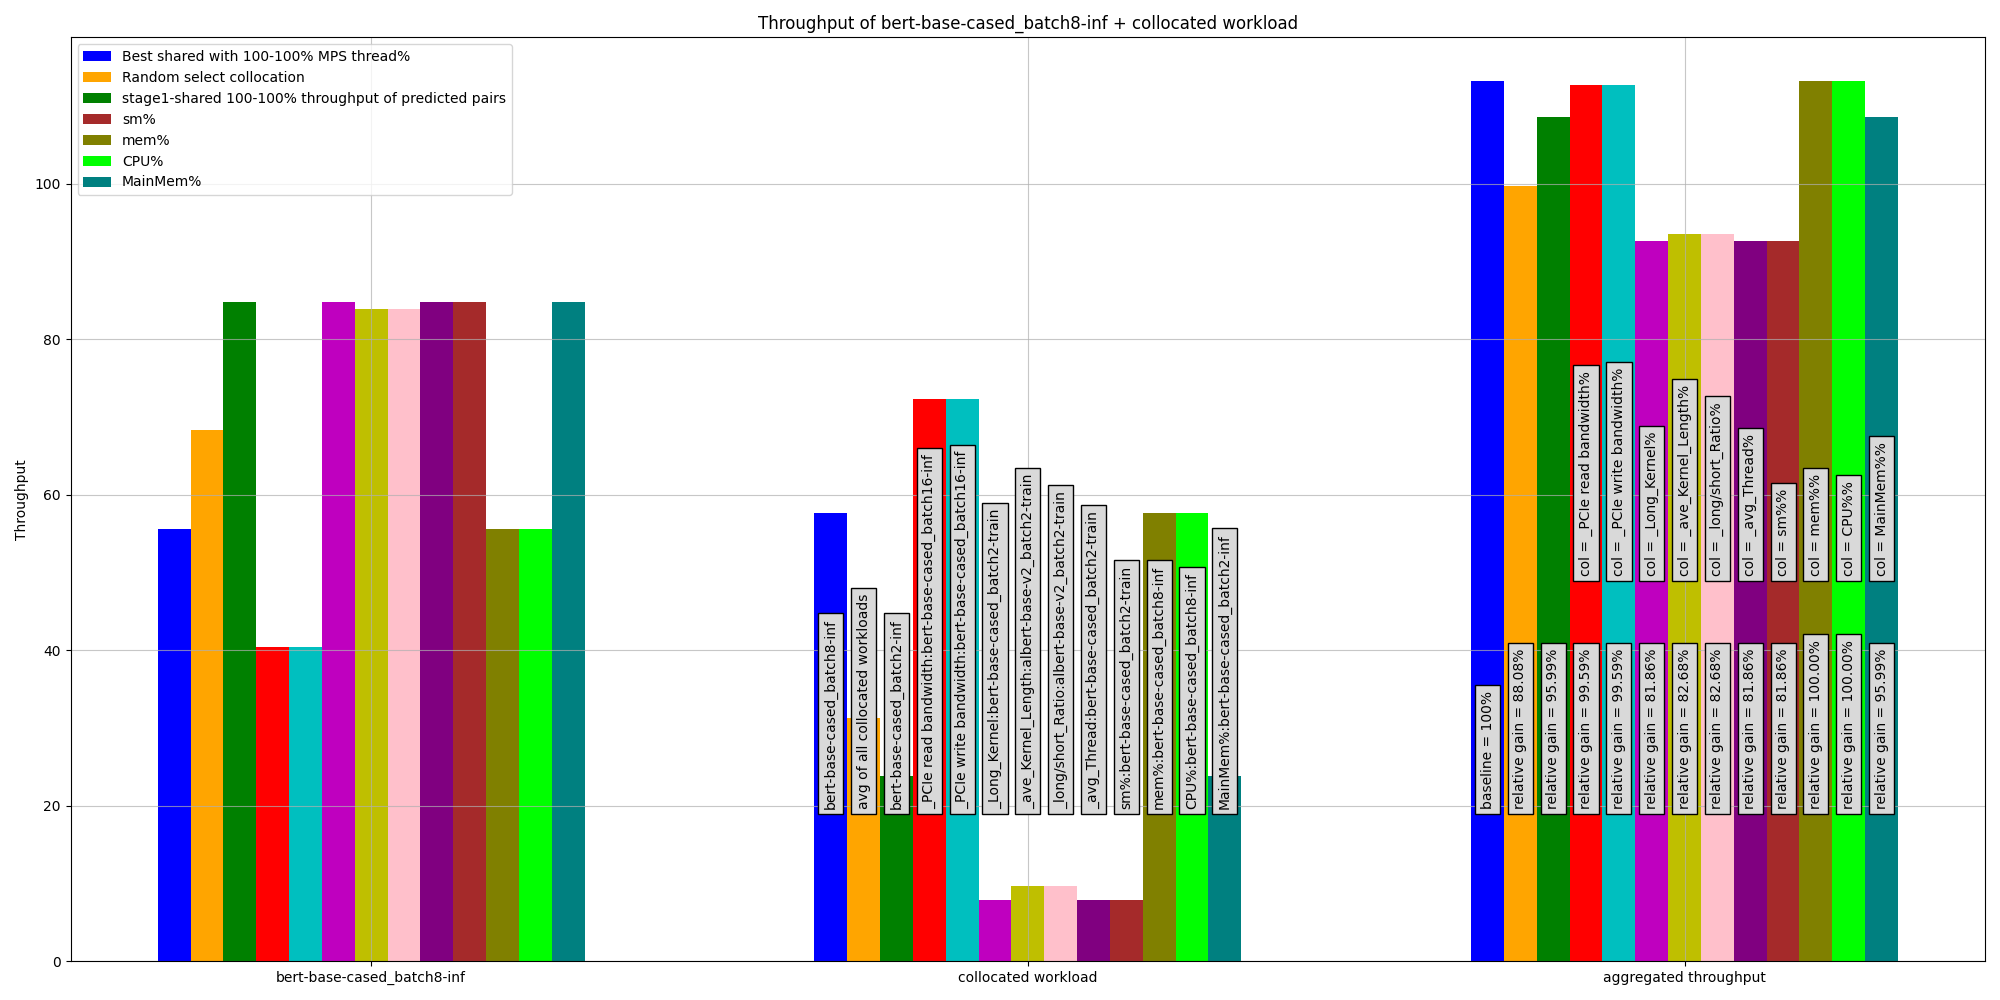 Throughput of bert-base-cased_batch8-inf + collocated workload
Best shared with 100-100% MPS thread%
Random select collocation
stage1-shared 100-100% throughput of predicted pairs
sm%
mem%
CPU%
MainMem%
Throughput
100
80
60
40
20
0
bert-base-cased_batch8-inf
avg of all collocated workloads
bert-base-cased_batch2-inf
_PCIe read bandwidth:bert-base-cased_batch16-inf
_PCIe write bandwidth:bert-base-cased_batch16-inf
_Long_Kernel:bert-base-cased_batch2-train
_ave_Kernel_Length:albert-base-v2_batch2-train
_long/short_Ratio:albert-base-v2_batch2-train
_avg_Thread:bert-base-cased_batch2-train
sm%:bert-base-cased_batch2-train
mem%:bert-base-cased_batch8-inf
CPU%:bert-base-cased_batch8-inf
MainMem%:bert-base-cased_batch2-inf
col = _PCIe read bandwidth%
col = _PCIe write bandwidth%
col = _Long_Kernel%
col = _ave_Kernel_Length%
col = _long/short_Ratio%
col = _avg_Thread%
col = sm%%
col = mem%%
col = CPU%%
col = MainMem%%
baseline = 100%
relative gain = 88.08%
relative gain = 95.99%
relative gain = 99.59%
relative gain = 99.59%
relative gain = 81.86%
relative gain = 82.68%
relative gain = 82.68%
relative gain = 81.86%
relative gain = 81.86%
relative gain = 100.00%
relative gain = 100.00%
relative gain = 95.99%
bert-base-cased_batch8-inf
collocated workload
aggregated throughput